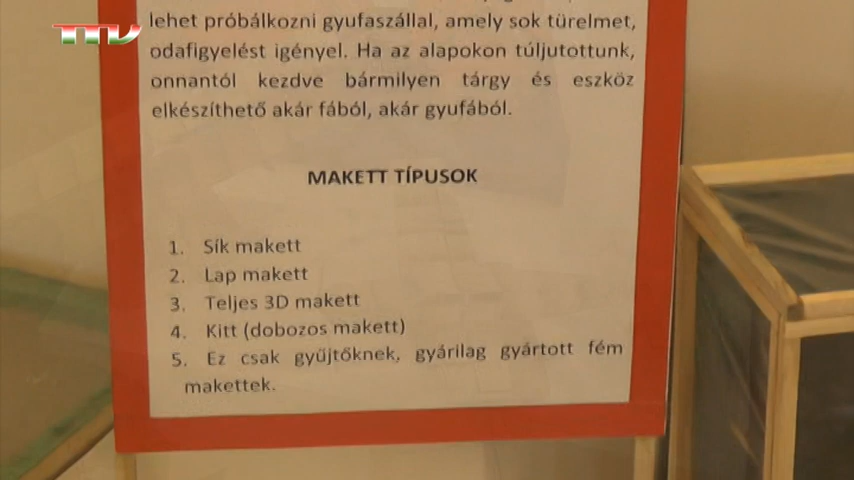 TTV
lehet próbálkozni gyufaszállal, amely sok türelmet,
odafigyelést igényel. Ha az alapokon túljutottunk,
onnantól kezdve bármilyen tárgy és eszköz
elkészíthető akár fából, akár gyufából.
MAKETT TÍPUSOK
1. Sík makett
2. Lap makett
3. Teljes 3D makett
4. Kitt (dobozos makett)
5. Ez csak gyűjtőknek, gyárilag gyártott fém
makettek.